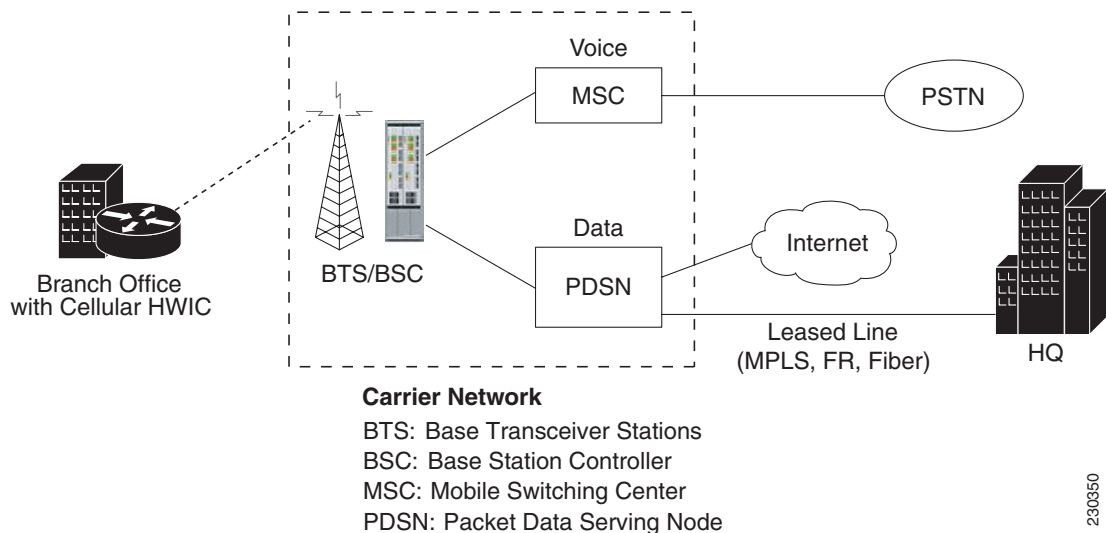 Voice
MSC
PSTN
Data
PDSN
Internet
BTS/BSC
Branch Office
with Cellular HWIC
Leased Line
(MPLS, FR, Fiber)
HQ
Carrier Network
BTS: Base Transceiver Stations
BSC: Base Station Controller
MSC: Mobile Switching Center
PDSN: Packet Data Serving Node
230350